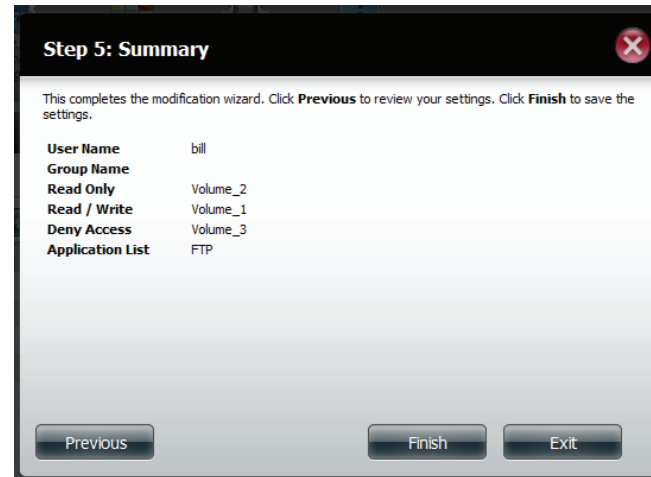 Step 5: Summary
This completes the modification wizard. Click Previous to review your settings. Click Finish to save the
settings.
User Name bill
Group Name
Read Only Volume_2
Read / Write Volume_1
Deny Access Volume_3
Application List FTP
Previous Finish Exit